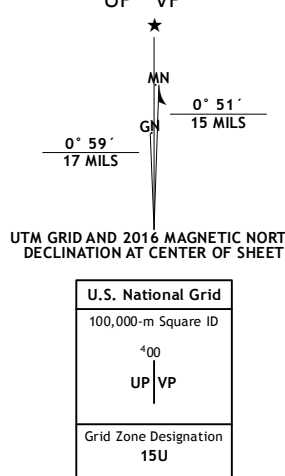 UP VP
★
MN
0° 51´
15 MILS
GN
0° 59´
17 MILS
UTM GRID AND 2016 MAGNETIC NORT
DECLINATION AT CENTER OF SHEET
U.S. National Grid
100,000-m Square ID
⁴00
UP VP
Grid Zone Designation
15U